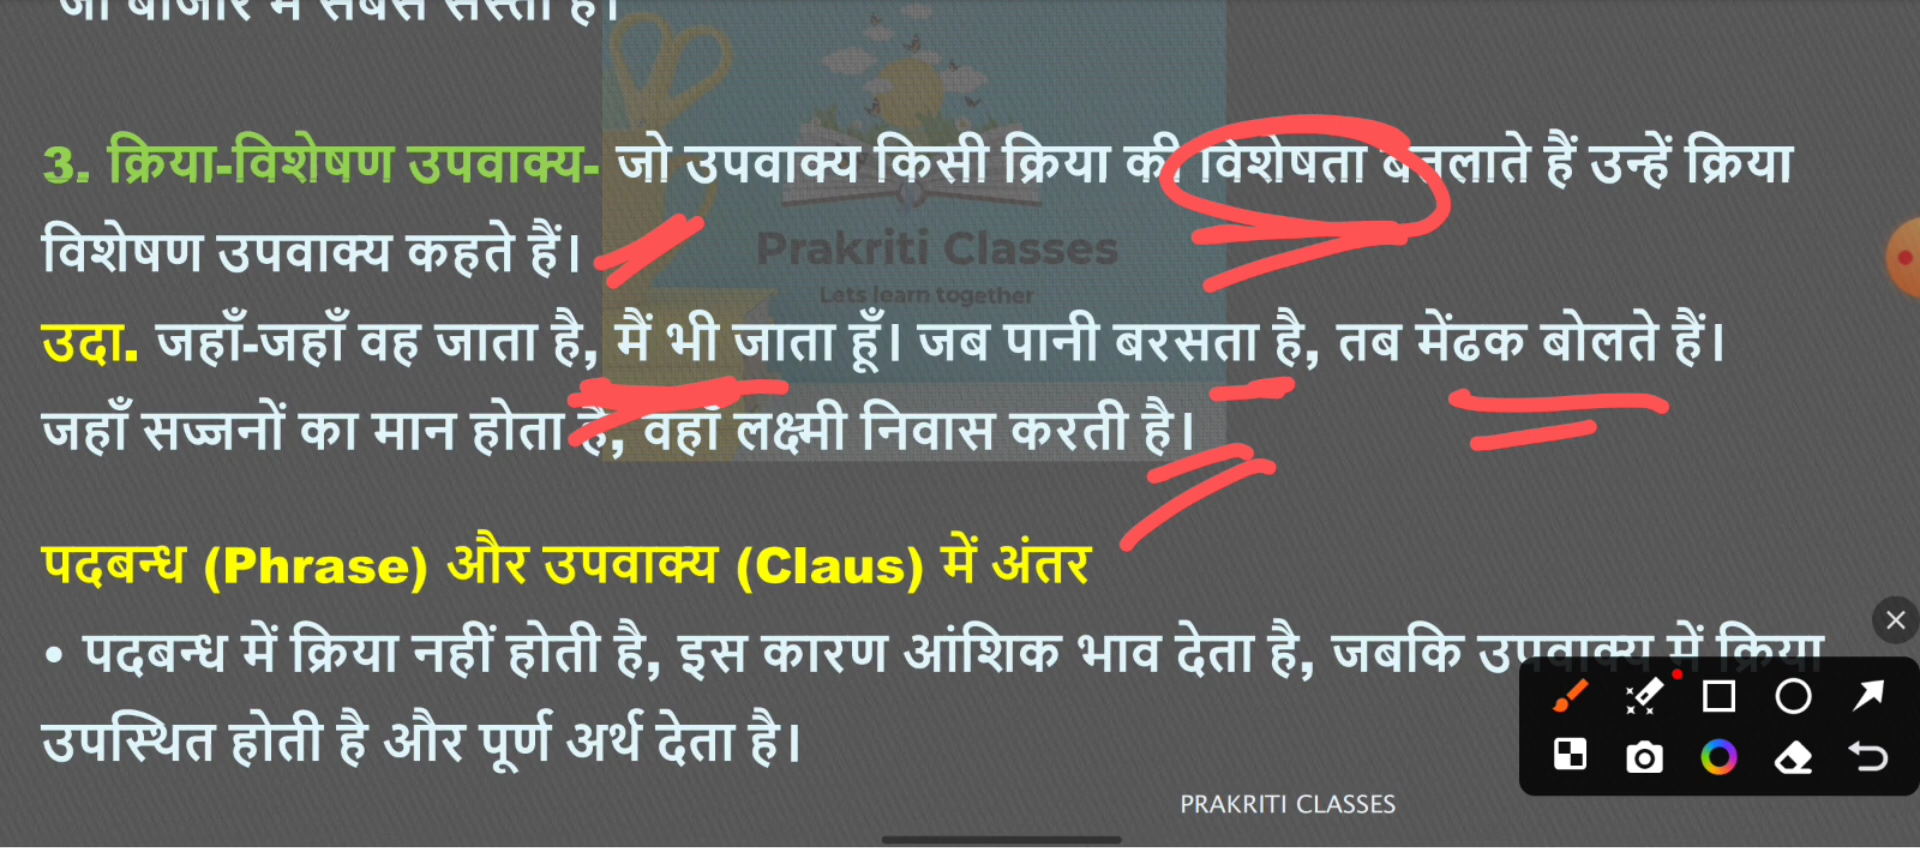 जो बाजार में सबसे सस्ता है।
3. क्रिया-विशेषण उपवाक्य- जो उपवाक्य किसी क्रिया की विशेषता बतलाते हैं उन्हें क्रिया
विशेषण उपवाक्य कहते हैं।
Prakriti Classes
Lets learn together
उदा. जहाँ-जहाँ वह जाता है, मैं भी जाता हूँ। जब पानी बरसता है, तब मेंढक बोलते हैं।
जहाँ सज्जनों का मान होता है, वहाँ लक्ष्मी निवास करती है।
पदबन्ध (Phrase) और उपवाक्य (Claus) में अंतर
• पदबन्ध में क्रिया नहीं होती है, इस कारण आंशिक भाव देता है, जबकि उपवाक्य में क्रिया
उपस्थित होती है और पूर्ण अर्थ देता है।
PRAKRITI CLASSES